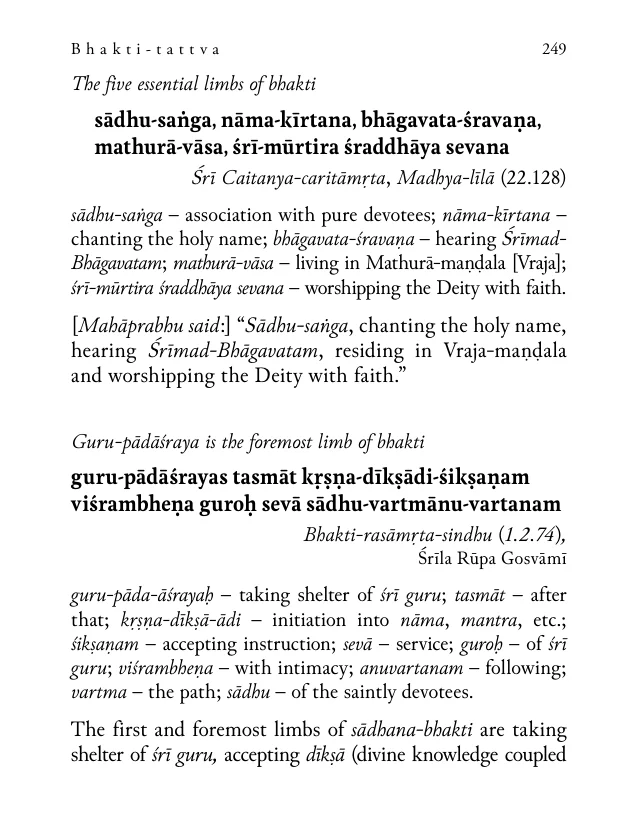 Bhakti-tattva 249
The five essential limbs of bhakti
sādhu-saṅga, nāma-kīrtana, bhāgavata-śravaṇa,
mathurā-vāsa, śrī-mūrtira śraddhāya sevana
Śrī Caitanya-caritāmṛta, Madhya-līlā (22.128)
sādhu-saṅga – association with pure devotees; nāma-kīrtana –
chanting the holy name; bhāgavata-śravaṇa – hearing Śrīmad-
Bhāgavatam; mathurā-vāsa – living in Mathurā-maṇḍala [Vraja];
śrī-mūrtira śraddhāya sevana – worshipping the Deity with faith.
[Mahāprabhu said:] “Sādhu-saṅga, chanting the holy name,
hearing Śrīmad-Bhāgavatam, residing in Vraja-maṇḍala
and worshipping the Deity with faith.”
Guru-pādāśraya is the foremost limb of bhakti
guru-pādāśrayas tasmāt kṛṣṇa-dīkṣādi-śikṣaṇam
viśrambheṇa guroḥ sevā sādhu-vartmānu-vartanam
Bhakti-rasāmṛta-sindhu (1.2.74),
Śrīla Rūpa Gosvāmī
guru-pāda-āśrayaḥ – taking shelter of śrī guru; tasmāt – after
that; kṛṣṇa-dīkṣā-ādi – initiation into nāma, mantra, etc.;
śikṣaṇam – accepting instruction; sevā – service; guroḥ – of śrī
guru; viśrambheṇa – with intimacy; anuvartanam – following;
vartma – the path; sādhu – of the saintly devotees.
The first and foremost limbs of sādhana-bhakti are taking
shelter of śrī guru, accepting dīkṣā (divine knowledge coupled